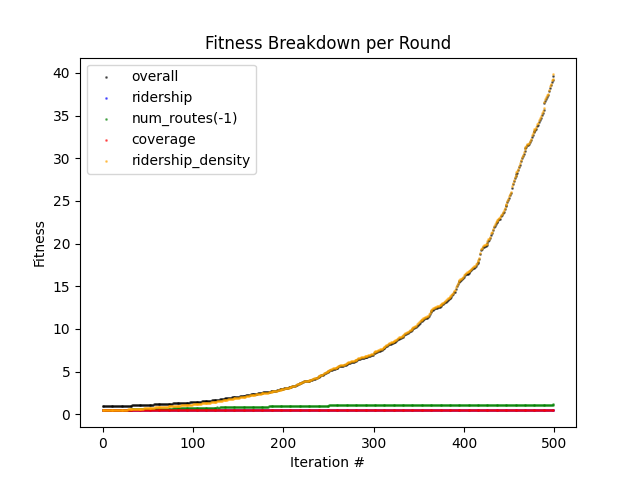 Fitness Breakdown per Round
overall
ridership
num_routes(-1)
coverage
ridership_density
40
35
30
25
20
15
10
5
0
Fitness
0 100 200 300 400 500
Iteration #